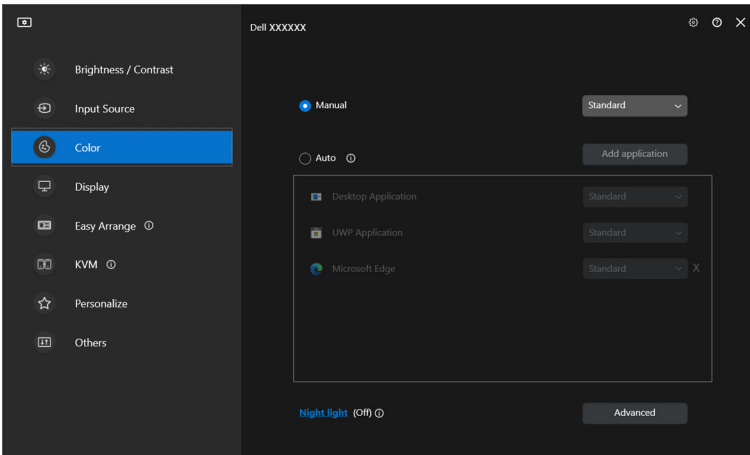 Dell XXXXXX
Brightness / Contrast
Input Source
Color
Display
Easy Arrange
KVM
Personalize
Others
Manual
Standard
Auto
Add application
Desktop Application
Standard
UWP Application
Standard
Microsoft Edge
Standard
X
Night light (Off)
Advanced